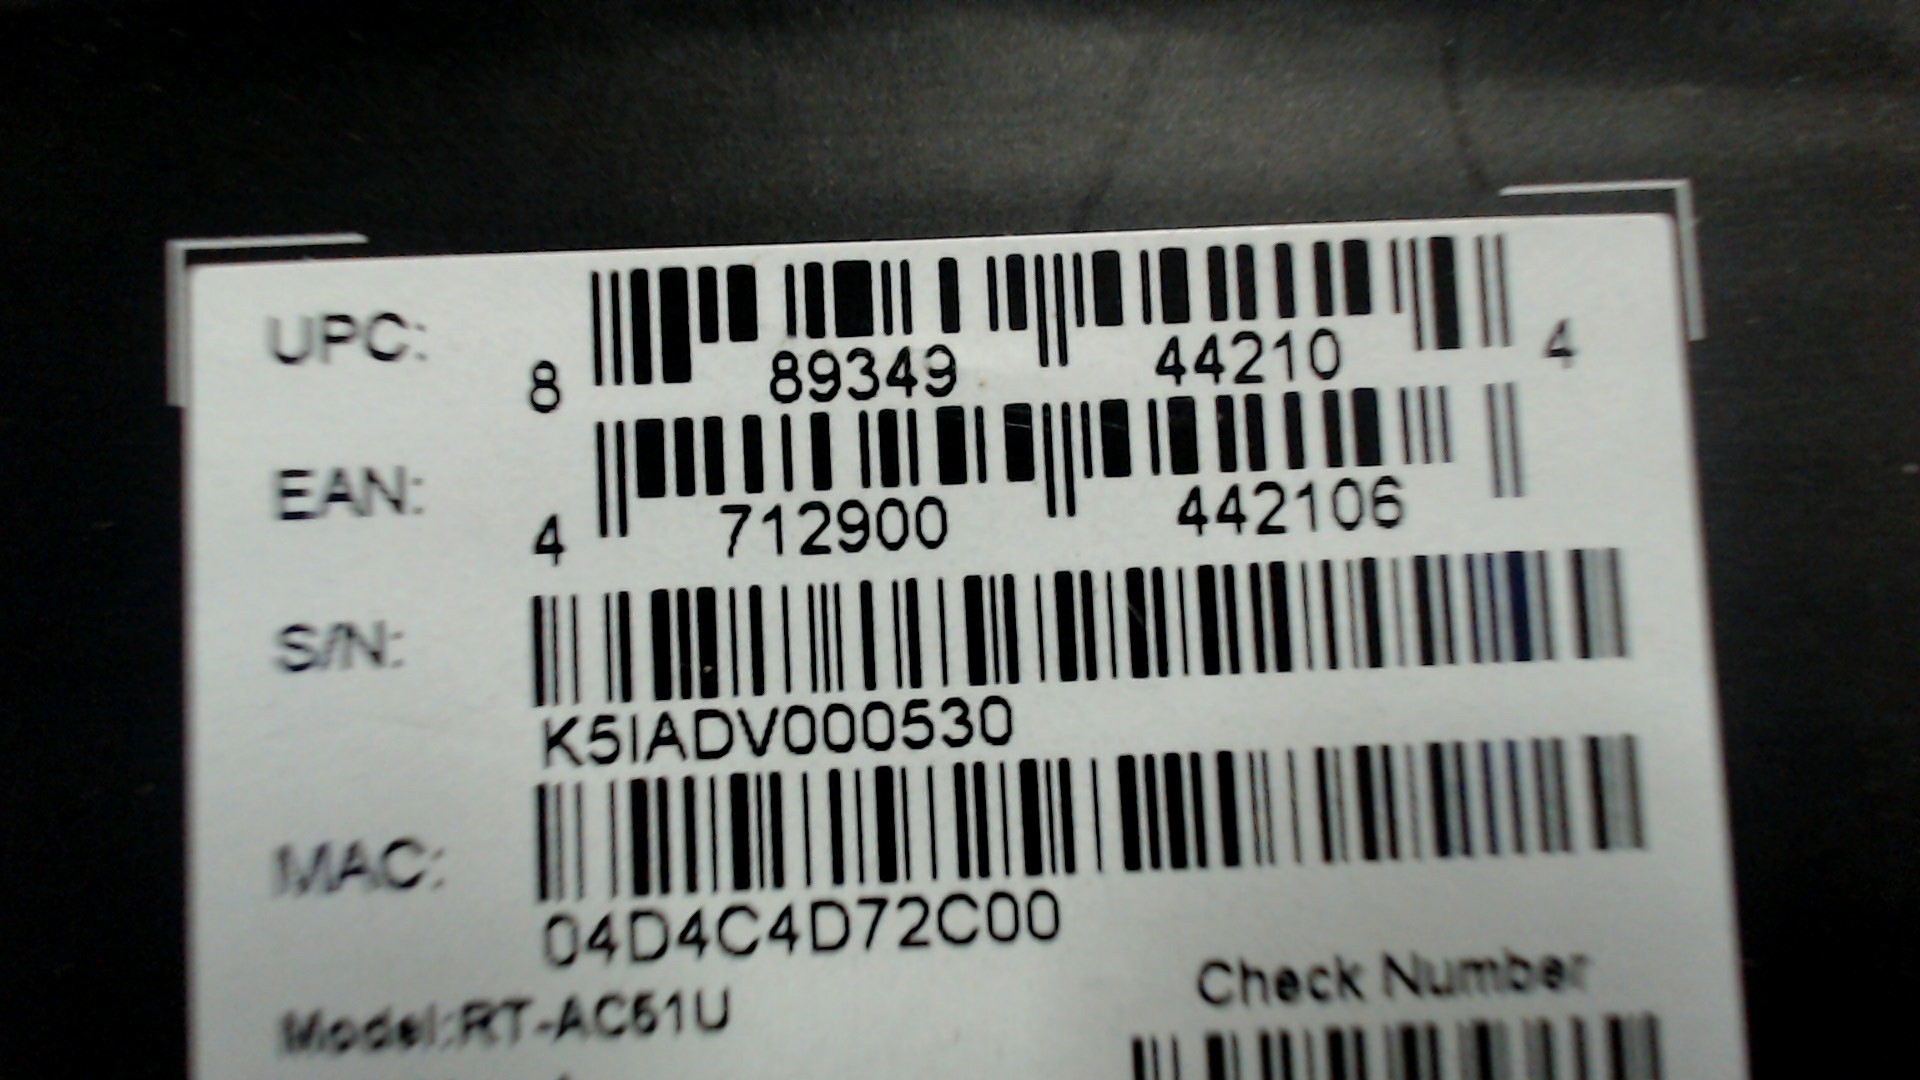 UPC: 8 89349 44210 4
EAN: 4 712900 442106
S/N:
K5IADV000530
MAC:
04D4C4D72C00
Check Number
Model:RT-AC51U